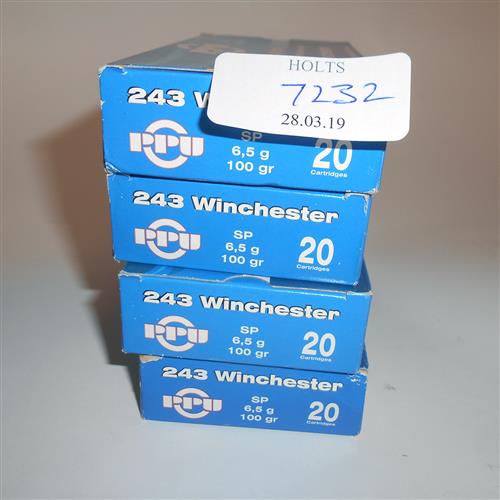 HOLTS
7232
28.03.19
243 W
PPU
SP
6,5 g
100 gr
20
Cartridges
243 Winchester
PPU
SP
6,5 g
100 gr
20
Cartridges
243 Winchester
PPU
SP
6,5 g
100 gr
20
Cartridges
243 Winchester
PPU
SP
6,5 g
100 gr
20
Cartridges